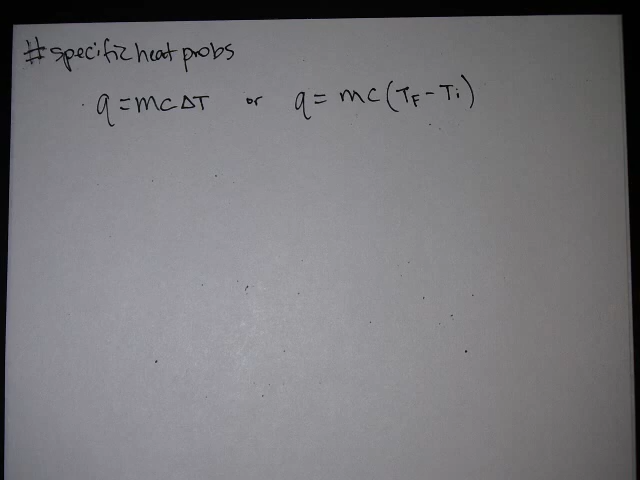 # specific heat probs
q = mcΔT or q = mc(TF - Ti)